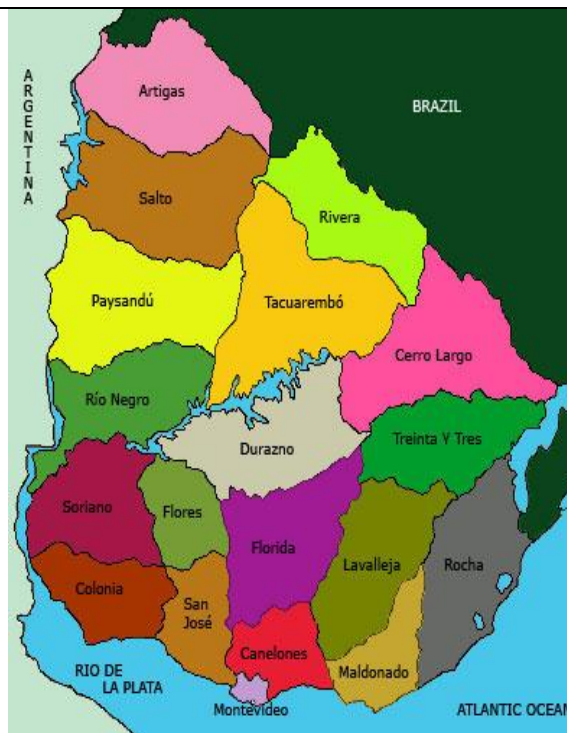 ARGENTINA
BRAZIL
Artigas
Salto
Rivera
Paysandú
Tacuarembó
Cerro Largo
Río Negro
Durazno
Treinta Y Tres
Soriano
Flores
Florida
Lavalleja
Rocha
Colonia
San
José
Canelones
Maldonado
RIO DE
LA PLATA
Montevideo
ATLANTIC OCEAN